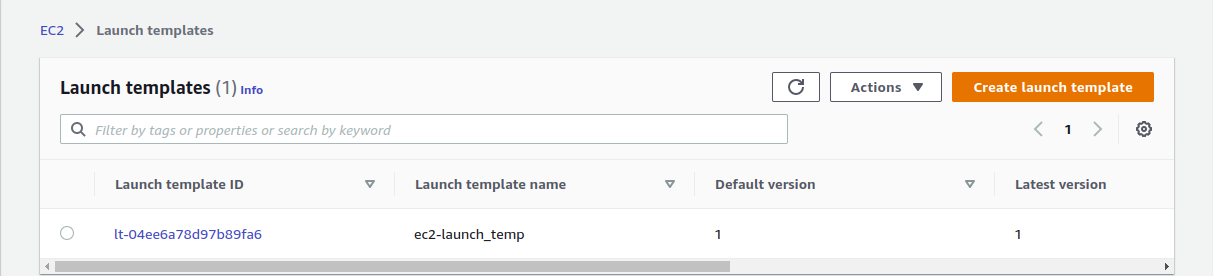 EC2 Launch templates
Launch templates (1) Info
Actions
Create launch template
Filter by tags or properties or search by keyword
1
Launch template ID Launch template name Default version Latest version
lt-04ee6a78d97b89fa6 ec2-launch_temp 1 1